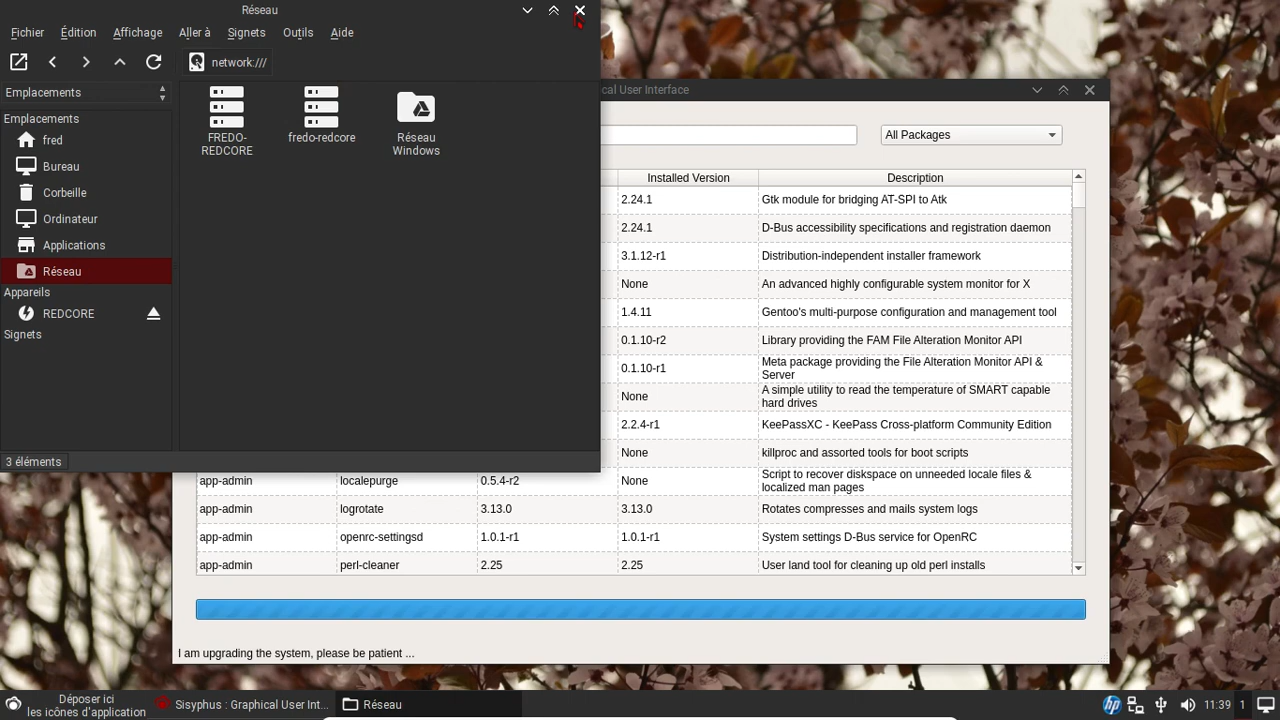 Réseau
Fichier Édition Affichage Aller à Signets Outils Aide
network:///
Emplacements
Emplacements
fred
Bureau
Corbeille
Ordinateur
Applications
Réseau
Appareils
REDCORE
Signets
FREDO-
REDCORE
fredo-redcore
Réseau
Windows
3 éléments
cal User Interface
All Packages
Installed Version Description
2.24.1 Gtk module for bridging AT-SPI to Atk
2.24.1 D-Bus accessibility specifications and registration daemon
3.1.12-r1 Distribution-independent installer framework
None An advanced highly configurable system monitor for X
1.4.11 Gentoo's multi-purpose configuration and management tool
0.1.10-r2 Library providing the FAM File Alteration Monitor API
0.1.10-r1 Meta package providing the File Alteration Monitor API &
Server
None A simple utility to read the temperature of SMART capable
hard drives
2.2.4-r1 KeePassXC - KeePass Cross-platform Community Edition
None killproc and assorted tools for boot scripts
app-admin localepurge 0.5.4-r2 None Script to recover diskspace on unneeded locale files &
localized man pages
app-admin logrotate 3.13.0 3.13.0 Rotates compresses and mails system logs
app-admin openrc-settingsd 1.0.1-r1 1.0.1-r1 System settings D-Bus service for OpenRC
app-admin perl-cleaner 2.25 2.25 User land tool for cleaning up old perl installs
I am upgrading the system, please be patient ...
Déposer ici
les icônes d'application
Sisyphus : Graphical User Int...
Réseau
hp
11:39
1